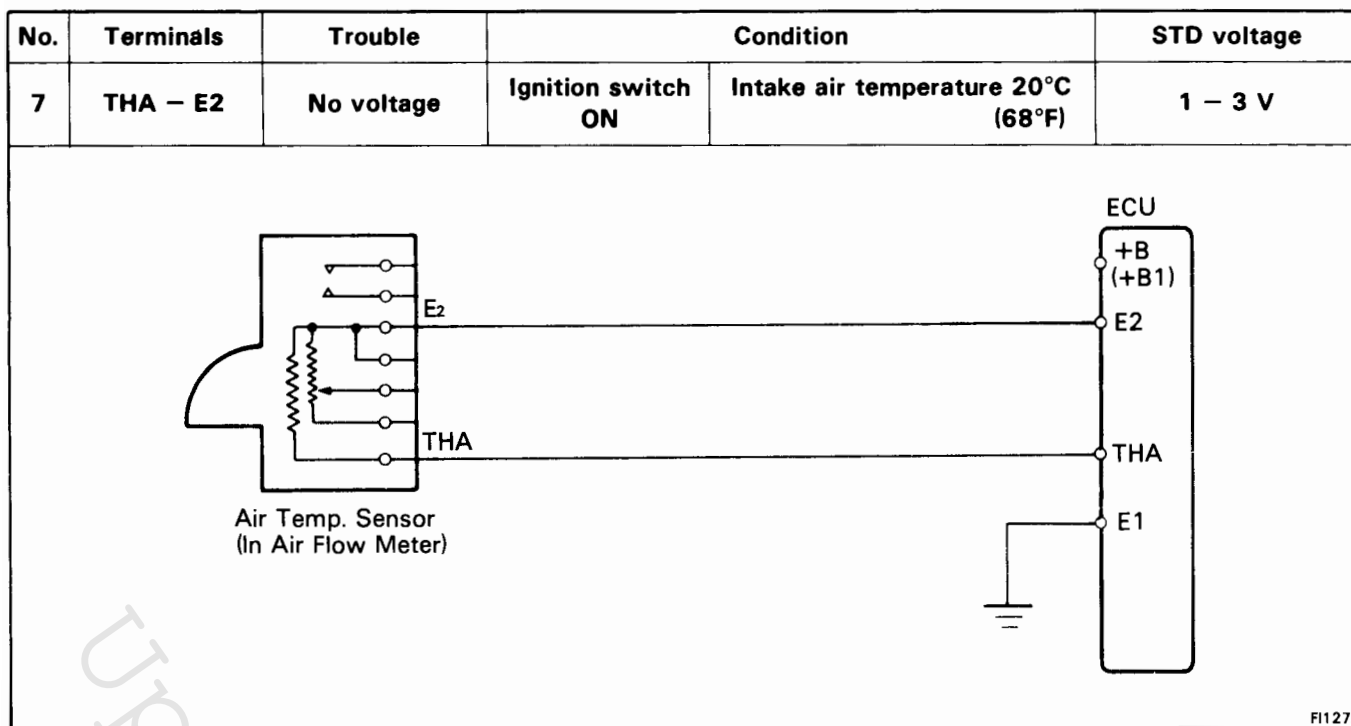 No. Terminals Trouble Condition STD voltage
7 THA – E2 No voltage Ignition switch ON Intake air temperature 20°C (68°F) 1 – 3 V
ECU
+B
(+B1)
E2
E2
THA
THA
E1
Air Temp. Sensor
(In Air Flow Meter)
Up